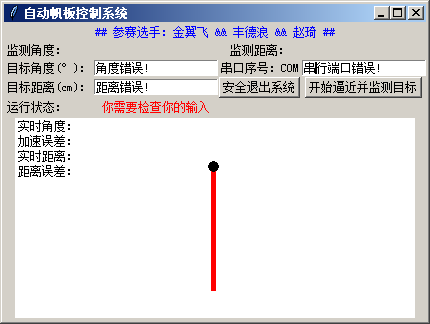 自动帆板控制系统
## 参赛选手: 金翼飞 && 丰德浪 && 赵琦 ##
监测角度: 监测距离:
目标角度(° ): 角度错误! 串口序号: COM 串行端口错误!
目标距离(cm): 距离错误! 安全退出系统 开始逼近并监测目标
运行状态: 你需要检查你的输入
实时角度:
加速误差:
实时距离:
距离误差: